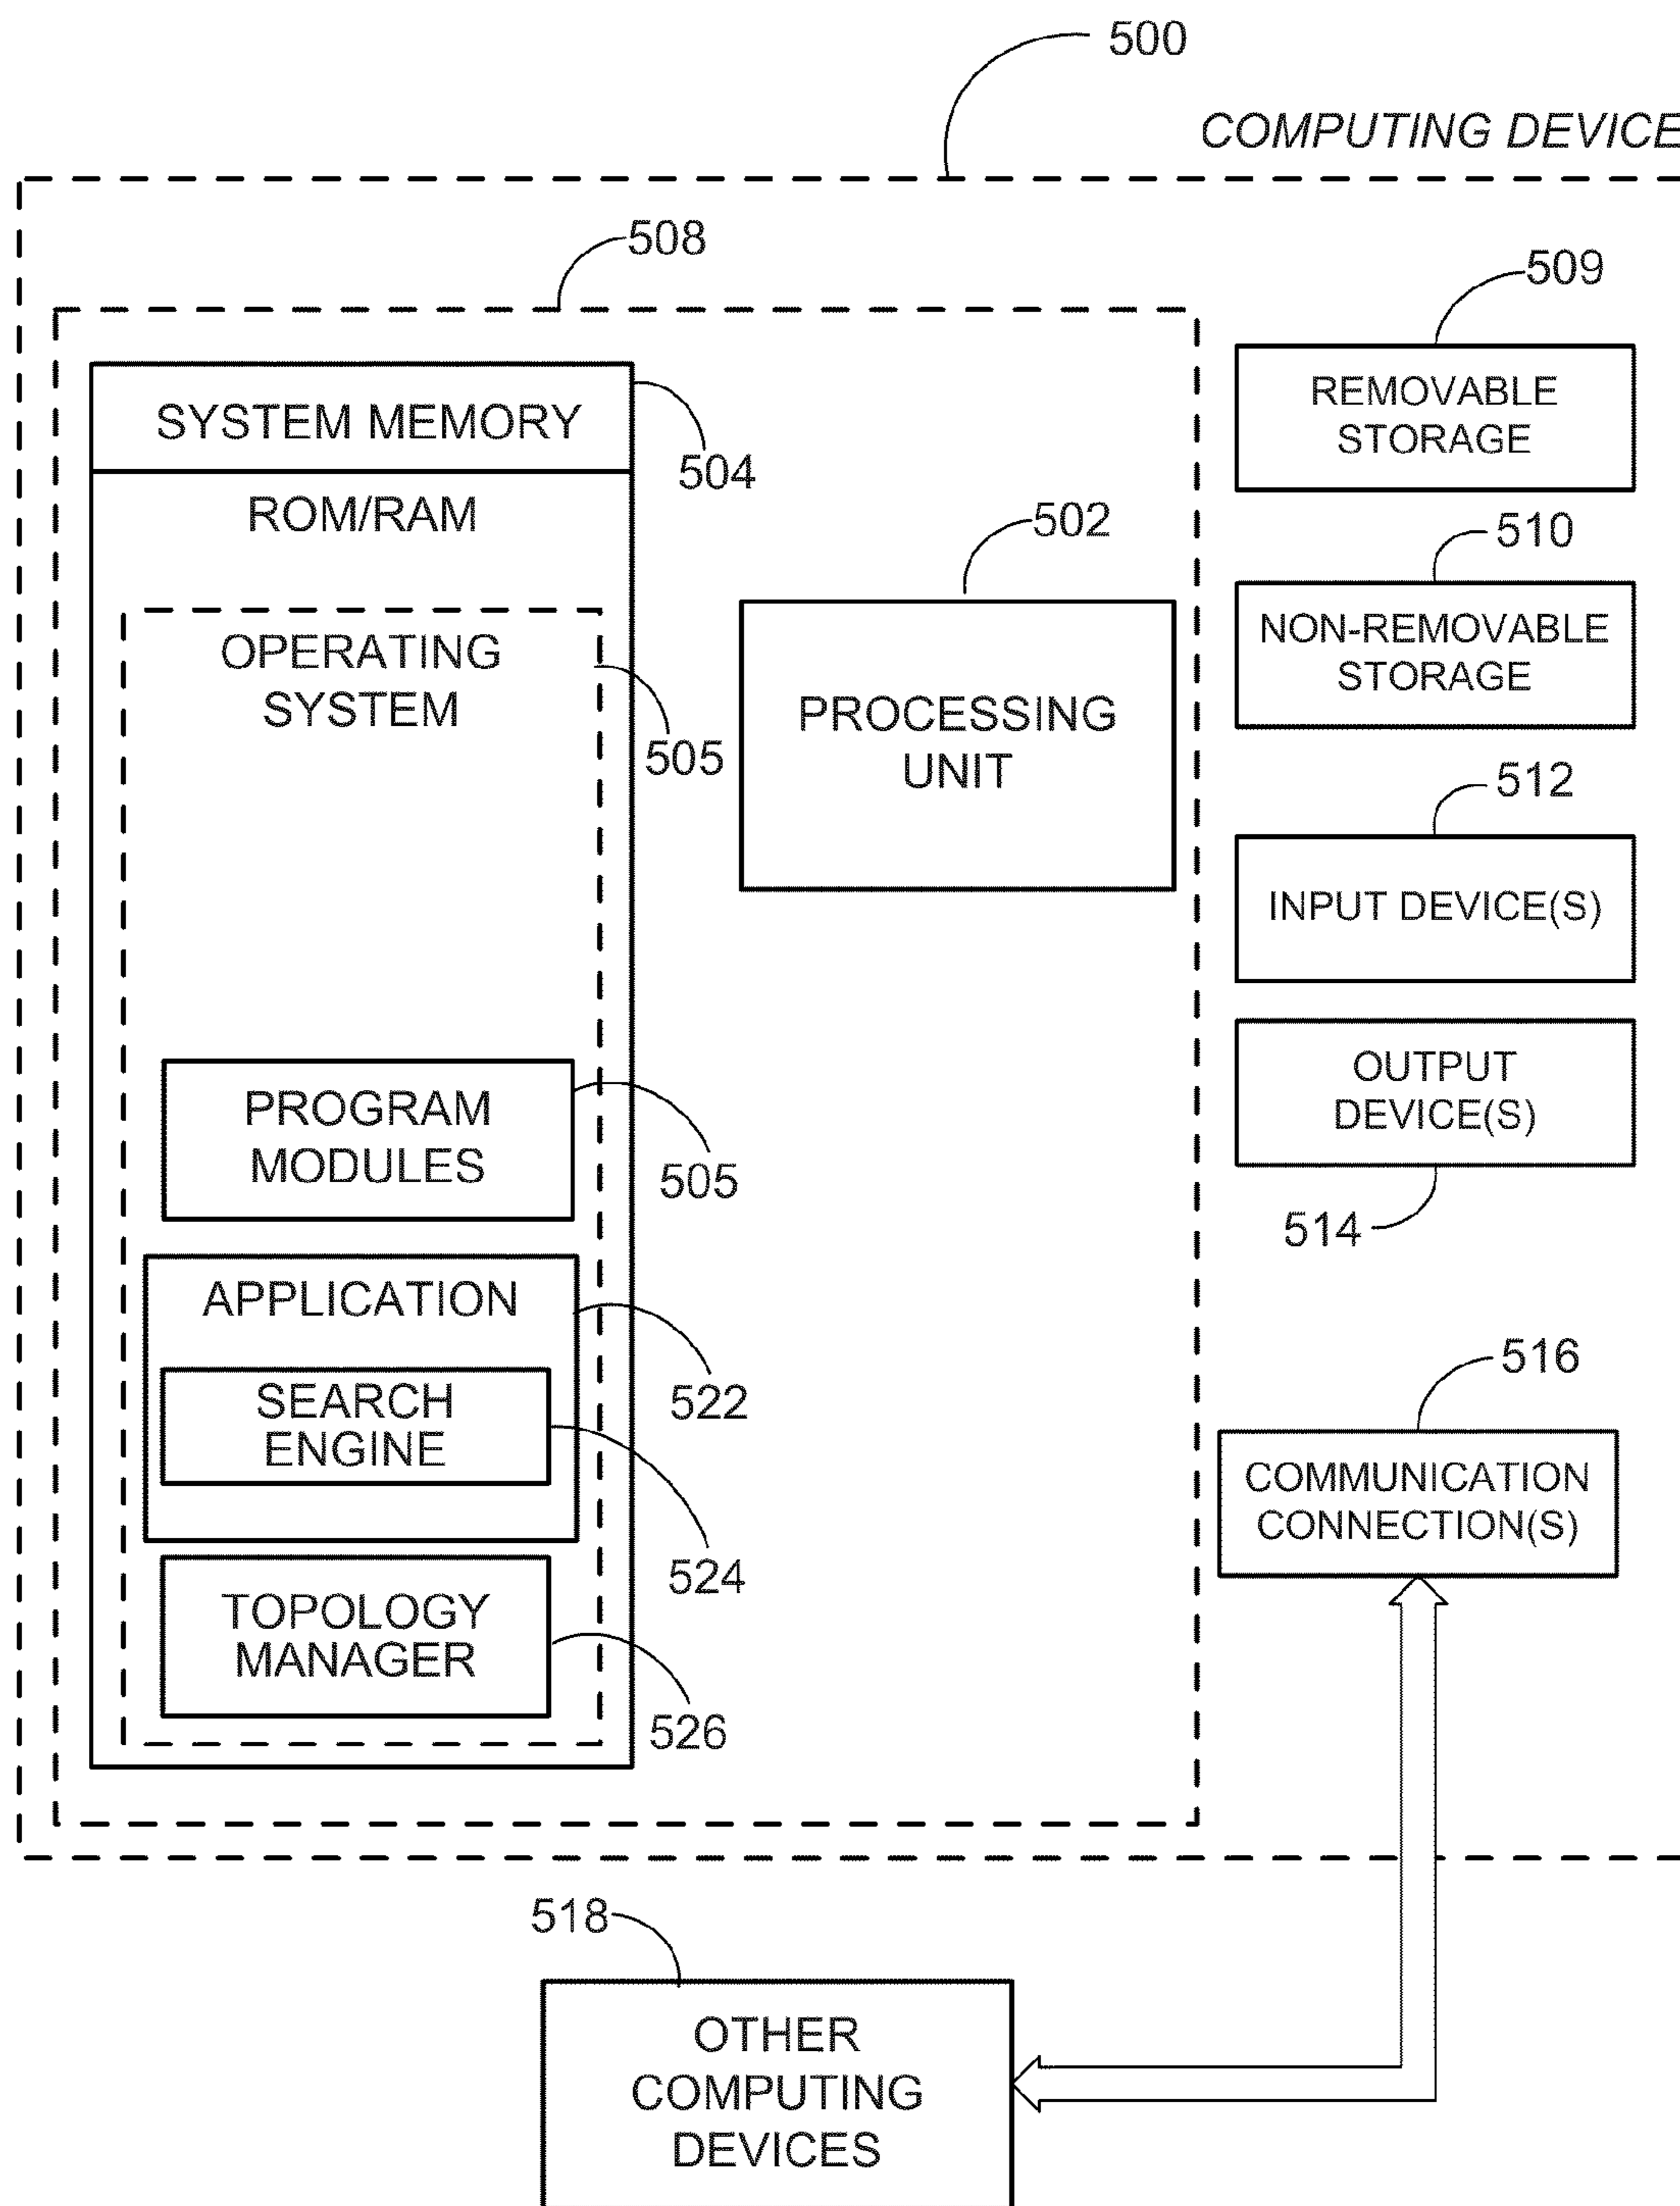 500
COMPUTING DEVICE
508
509
SYSTEM MEMORY
504
ROM/RAM
REMOVABLE
STORAGE
502
510
OPERATING
SYSTEM
505
PROCESSING
UNIT
NON-REMOVABLE
STORAGE
512
INPUT DEVICE(S)
PROGRAM
MODULES
505
OUTPUT
DEVICE(S)
514
APPLICATION
522
SEARCH
ENGINE
524
516
COMMUNICATION
CONNECTION(S)
TOPOLOGY
MANAGER
526
518
OTHER
COMPUTING
DEVICES